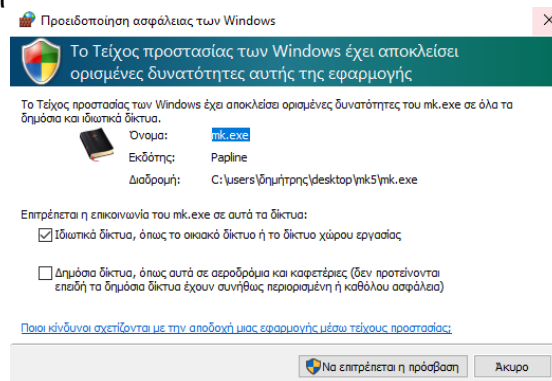 Προειδοποίηση ασφάλειας των Windows
Το Τείχος προστασίας των Windows έχει αποκλείσει
ορισμένες δυνατότητες αυτής της εφαρμογής
Το Τείχος προστασίας των Windows έχει αποκλείσει ορισμένες δυνατότητες του mk.exe σε όλα τα
δημόσια και ιδιωτικά δίκτυα.
Όνομα: mk.exe
Εκδότης: Papline
Διαδρομή: C:\users\δημήτρης\desktop\mk5\mk.exe
Επιτρέπεται η επικοινωνία του mk.exe σε αυτά τα δίκτυα:
Ιδιωτικά δίκτυα, όπως το οικιακό δίκτυο ή το δίκτυο χώρου εργασίας
Δημόσια δίκτυα, όπως αυτά σε αεροδρόμια και καφετέριες (δεν προτείνονται
επειδή τα δημόσια δίκτυα έχουν συνήθως περιορισμένη ή καθόλου ασφάλεια)
Ποιοι κίνδυνοι σχετίζονται με την αποδοχή μιας εφαρμογής μέσω τείχους προστασίας;
Να επιτρέπεται η πρόσβαση Άκυρο